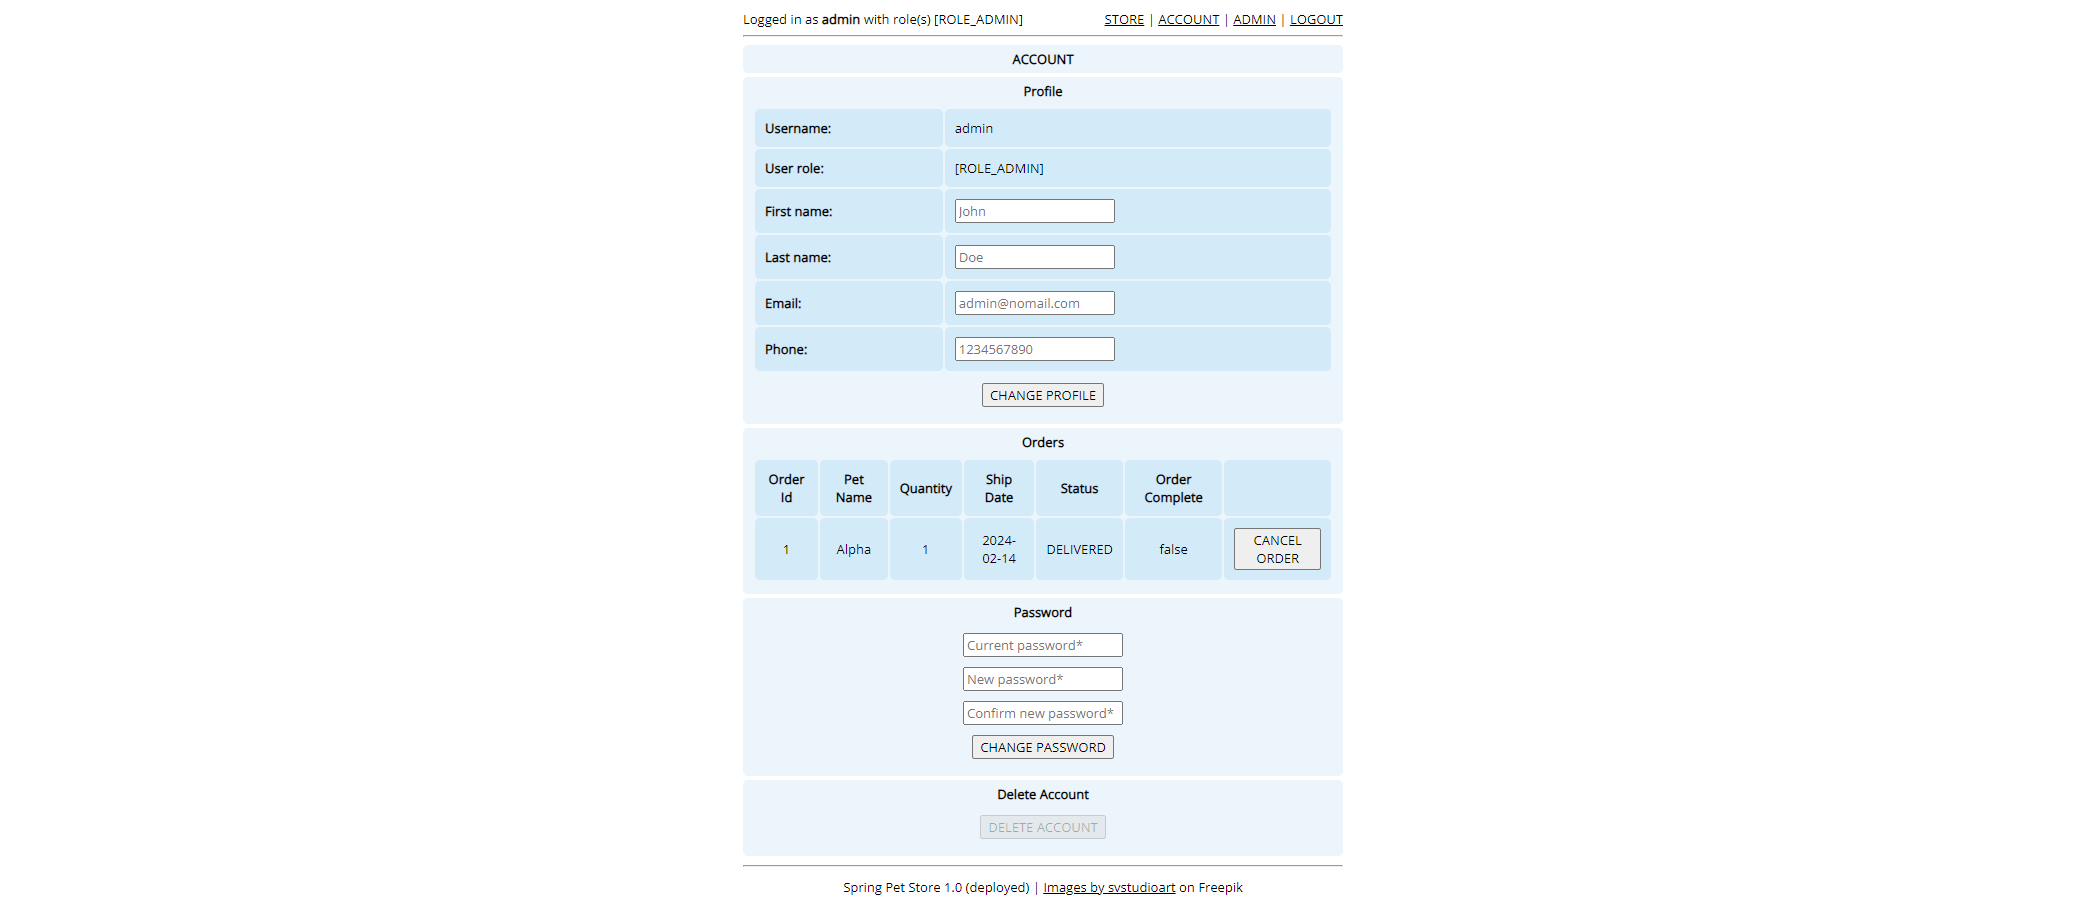 Logged in as admin with role(s) [ROLE_ADMIN] STORE | ACCOUNT | ADMIN | LOGOUT
ACCOUNT
Profile
Username: admin
User role: [ROLE_ADMIN]
First name: John
Last name: Doe
Email: admin@nomail.com
Phone: 1234567890
CHANGE PROFILE
Orders
Order Id Pet Name Quantity Ship Date Status Order Complete
1 Alpha 1 2024-02-14 DELIVERED false CANCEL ORDER
Password
Current password*
New password*
Confirm new password*
CHANGE PASSWORD
Delete Account
DELETE ACCOUNT
Spring Pet Store 1.0 (deployed) | Images by svstudioart on Freepik